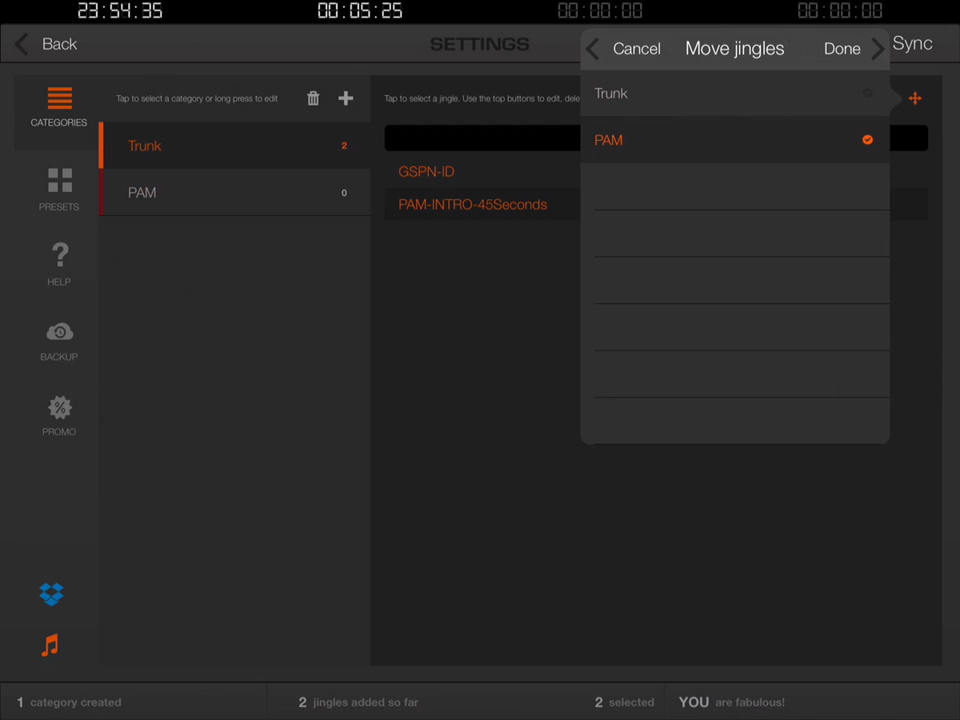 23:54:35 00:05:25 00:00:00 00:00:00
Back SETTINGS Sync
Cancel Move jingles Done
CATEGORIES
PRESETS
HELP
BACKUP
PROMO
Tap to select a category or long press to edit
Trunk 2
PAM 0
Tap to select a jingle. Use the top buttons to edit, dele
GSPN-ID
PAM-INTRO-45Seconds
Trunk
PAM
1 category created 2 jingles added so far 2 selected YOU are fabulous!